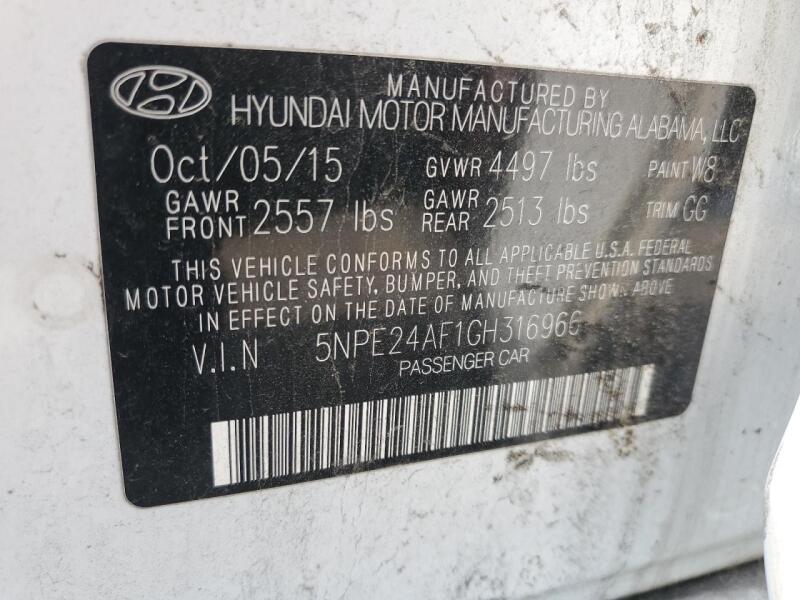 MANUFACTURED BY
HYUNDAI MOTOR MANUFACTURING ALABAMA, LLC
Oct/05/15 GVWR 4497 lbs PAINT W8
GAWR FRONT 2557 lbs GAWR REAR 2513 lbs TRIM GG
THIS VEHICLE CONFORMS TO ALL APPLICABLE U.S.A. FEDERAL
MOTOR VEHICLE SAFETY, BUMPER, AND THEFT PREVENTION STANDARDS
IN EFFECT ON THE DATE OF MANUFACTURE SHOWN ABOVE.
V.I.N 5NPE24AF1GH316966
PASSENGER CAR